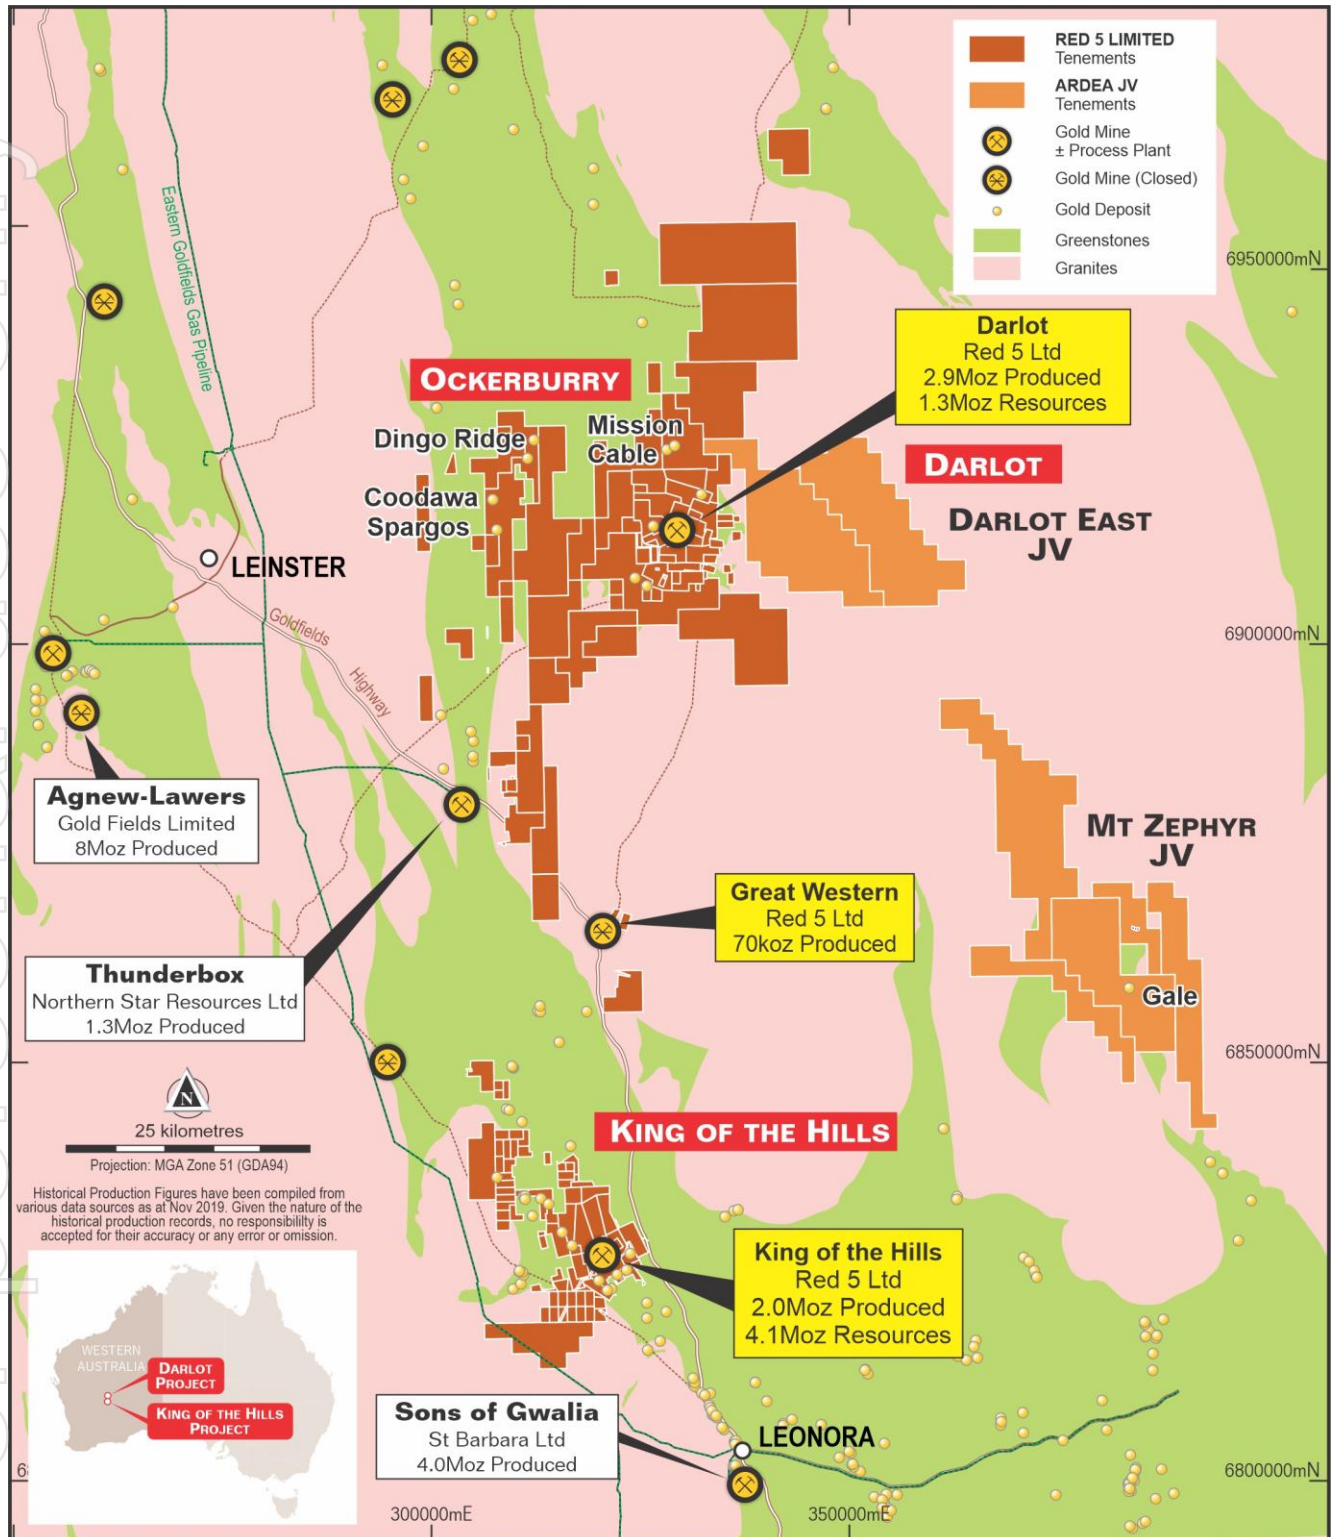 RED 5 LIMITED
Tenements
ARDEA JV
Tenements
Gold Mine
± Process Plant
Gold Mine (Closed)
Gold Deposit
Greenstones
Granites
6950000mN
Eastern Goldfields Gas Pipeline
Darlot
Red 5 Ltd
2.9Moz Produced
1.3Moz Resources
OCKERBURRY
Dingo Ridge
Mission
Cable
DARLOT
Coodawa
Spargos
DARLOT EAST
JV
LEINSTER
Goldfields
Highway
6900000mN
Agnew-Lawers
Gold Fields Limited
8Moz Produced
MT ZEPHYR
JV
Great Western
Red 5 Ltd
70koz Produced
Thunderbox
Northern Star Resources Ltd
1.3Moz Produced
Gale
6850000mN
N
25 kilometres
Projection: MGA Zone 51 (GDA94)
KING OF THE HILLS
Historical Production Figures have been compiled from
various data sources as at Nov 2019. Given the nature of the
historical production records, no responsibililty is
accepted for their accuracy or any error or omission.
King of the Hills
Red 5 Ltd
2.0Moz Produced
4.1Moz Resources
WESTERN
AUSTRALIA
DARLOT
PROJECT
KING OF THE HILLS
PROJECT
Sons of Gwalia
St Barbara Ltd
4.0Moz Produced
LEONORA
6800000mN
300000mE
350000mE